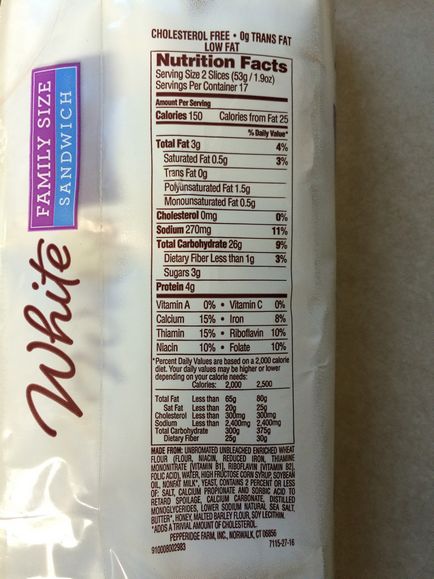 FAMILY SIZE
SANDWICH
White
CHOLESTEROL FREE • 0g TRANS FAT
LOW FAT
Nutrition Facts
Serving Size 2 Slices (53g / 1.9oz)
Servings Per Container 17
Amount Per Serving
Calories 150 Calories from Fat 25
% Daily Value*
Total Fat 3g 4%
Saturated Fat 0.5g 3%
Trans Fat 0g
Polyunsaturated Fat 1.5g
Monounsaturated Fat 0.5g
Cholesterol 0mg 0%
Sodium 270mg 11%
Total Carbohydrate 26g 9%
Dietary Fiber Less than 1g 3%
Sugars 3g
Protein 4g
Vitamin A 0% • Vitamin C 0%
Calcium 15% • Iron 8%
Thiamin 15% • Riboflavin 10%
Niacin 10% • Folate 10%
*Percent Daily Values are based on a 2,000 calorie
diet. Your daily values may be higher or lower
depending on your calorie needs:
Calories: 2,000 2,500
Total Fat Less than 65g 80g
Sat Fat Less than 20g 25g
Cholesterol Less than 300mg 300mg
Sodium Less than 2,400mg 2,400mg
Total Carbohydrate 300g 375g
Dietary Fiber 25g 30g
MADE FROM: UNBROMATED UNBLEACHED ENRICHED WHEAT
FLOUR (FLOUR, NIACIN, REDUCED IRON, THIAMINE
MONONITRATE [VITAMIN B1], RIBOFLAVIN [VITAMIN B2],
FOLIC ACID), WATER, HIGH FRUCTOSE CORN SYRUP, SOYBEAN
OIL, NONFAT MILK*, YEAST, CONTAINS 2 PERCENT OR LESS
OF: SALT, CALCIUM PROPIONATE AND SORBIC ACID TO
RETARD SPOILAGE, CALCIUM CARBONATE, DISTILLED
MONOGLYCERIDES, LOWER SODIUM NATURAL SEA SALT,
BUTTER*, HONEY, MALTED BARLEY FLOUR, SOY LECITHIN.
*ADDS A TRIVIAL AMOUNT OF CHOLESTEROL.
PEPPERIDGE FARM, INC., NORWALK, CT 06856
910008002983 7115-27-16